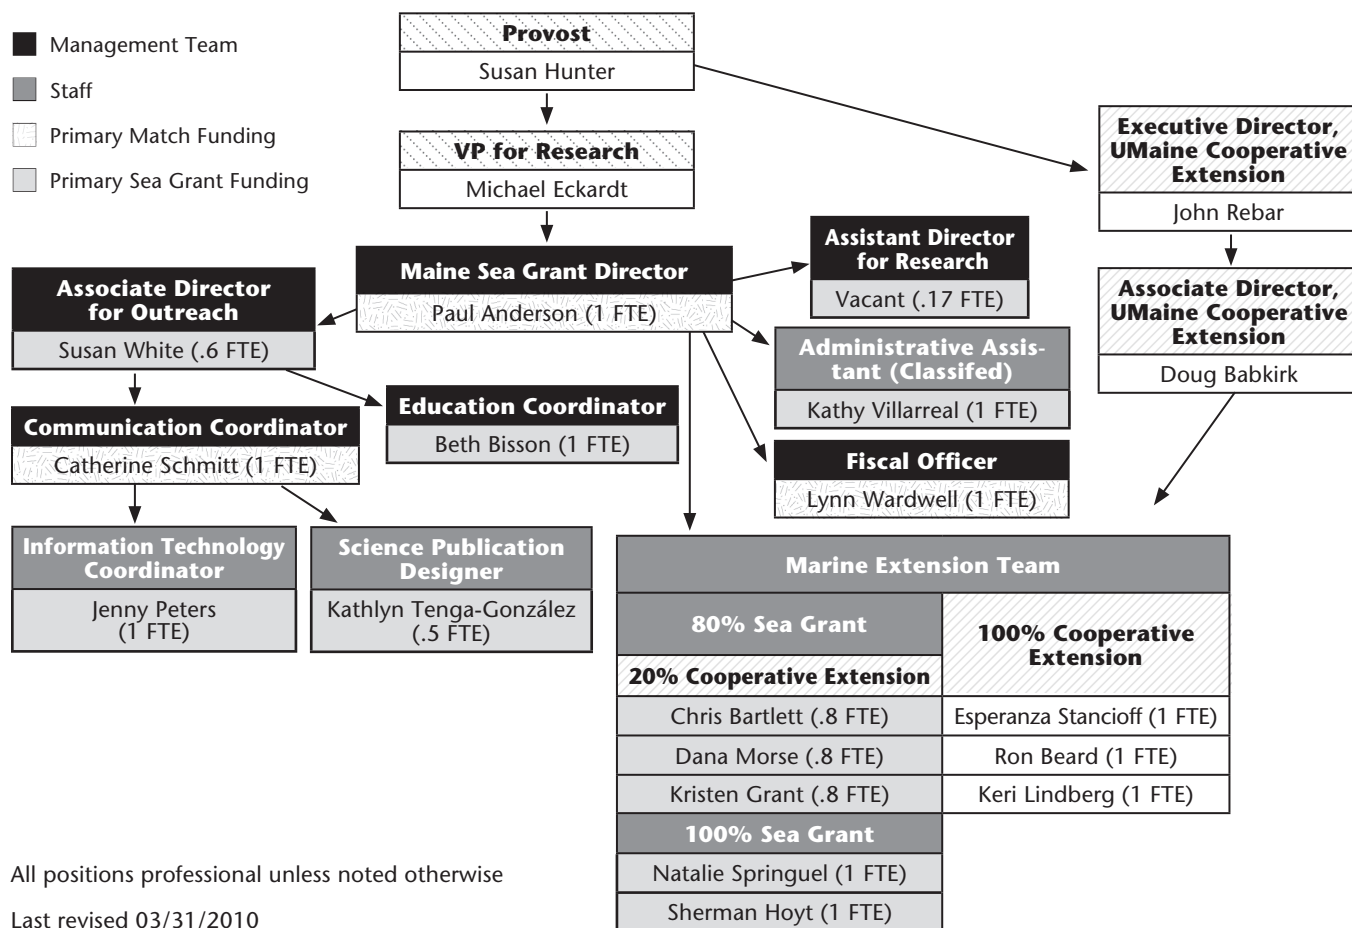 Management Team
Staff
Primary Match Funding
Primary Sea Grant Funding
Provost
Susan Hunter
VP for Research
Michael Eckardt
Executive Director,
UMaine Cooperative
Extension
John Rebar
Associate Director,
UMaine Cooperative
Extension
Doug Babkirk
Maine Sea Grant Director
Paul Anderson (1 FTE)
Assistant Director
for Research
Vacant (.17 FTE)
Administrative Assis-
tant (Classifed)
Kathy Villarreal (1 FTE)
Fiscal Officer
Lynn Wardwell (1 FTE)
Associate Director
for Outreach
Susan White (.6 FTE)
Education Coordinator
Beth Bisson (1 FTE)
Communication Coordinator
Catherine Schmitt (1 FTE)
Information Technology
Coordinator
Jenny Peters
(1 FTE)
Science Publication
Designer
Kathlyn Tenga-González
(.5 FTE)
Marine Extension Team
80% Sea Grant
20% Cooperative Extension
Chris Bartlett (.8 FTE)
Dana Morse (.8 FTE)
Kristen Grant (.8 FTE)
100% Sea Grant
Natalie Springuel (1 FTE)
Sherman Hoyt (1 FTE)
100% Cooperative
Extension
Esperanza Stancioff (1 FTE)
Ron Beard (1 FTE)
Keri Lindberg (1 FTE)
All positions professional unless noted otherwise
Last revised 03/31/2010